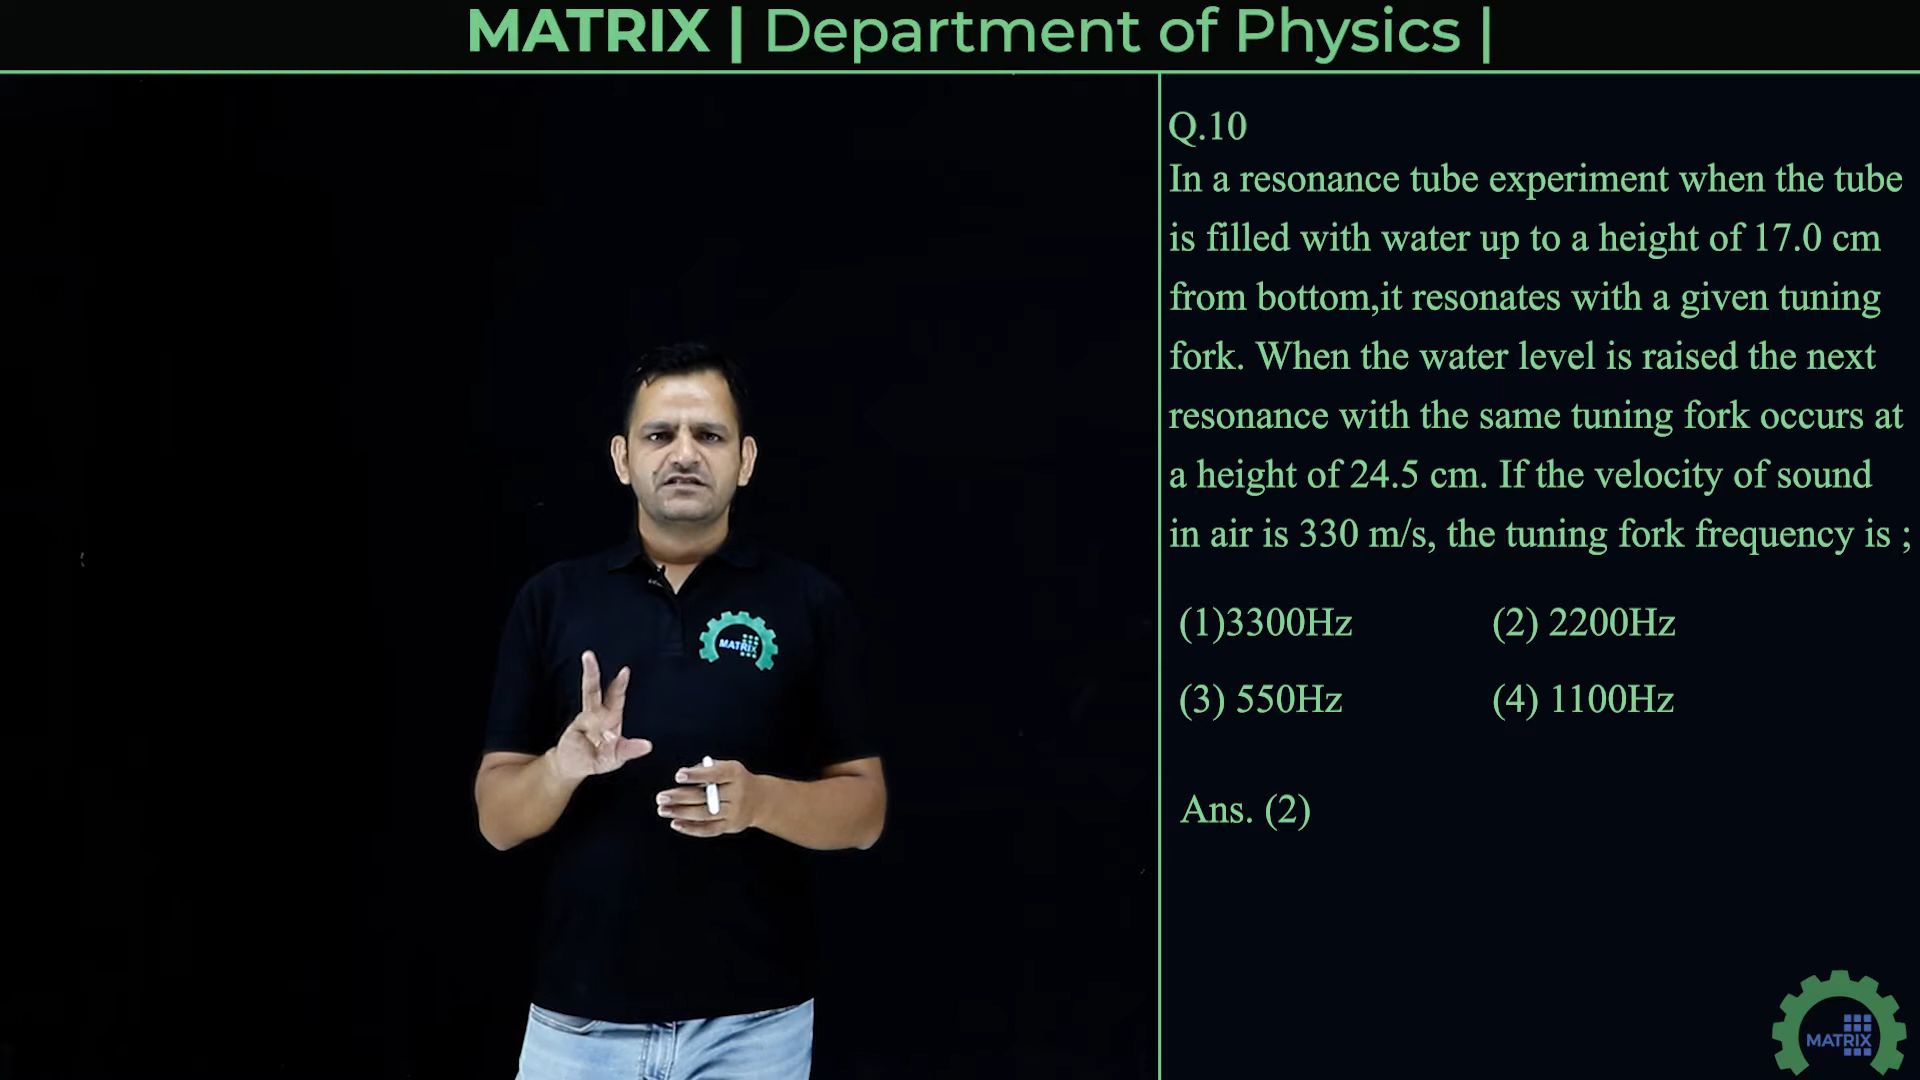 MATRIX | Department of Physics |
Q.10
In a resonance tube experiment when the tube
is filled with water up to a height of 17.0 cm
from bottom,it resonates with a given tuning
fork. When the water level is raised the next
resonance with the same tuning fork occurs at
a height of 24.5 cm. If the velocity of sound
in air is 330 m/s, the tuning fork frequency is ;
(1)3300Hz (2) 2200Hz
(3) 550Hz (4) 1100Hz
Ans. (2)
MATRIX
MATRIX